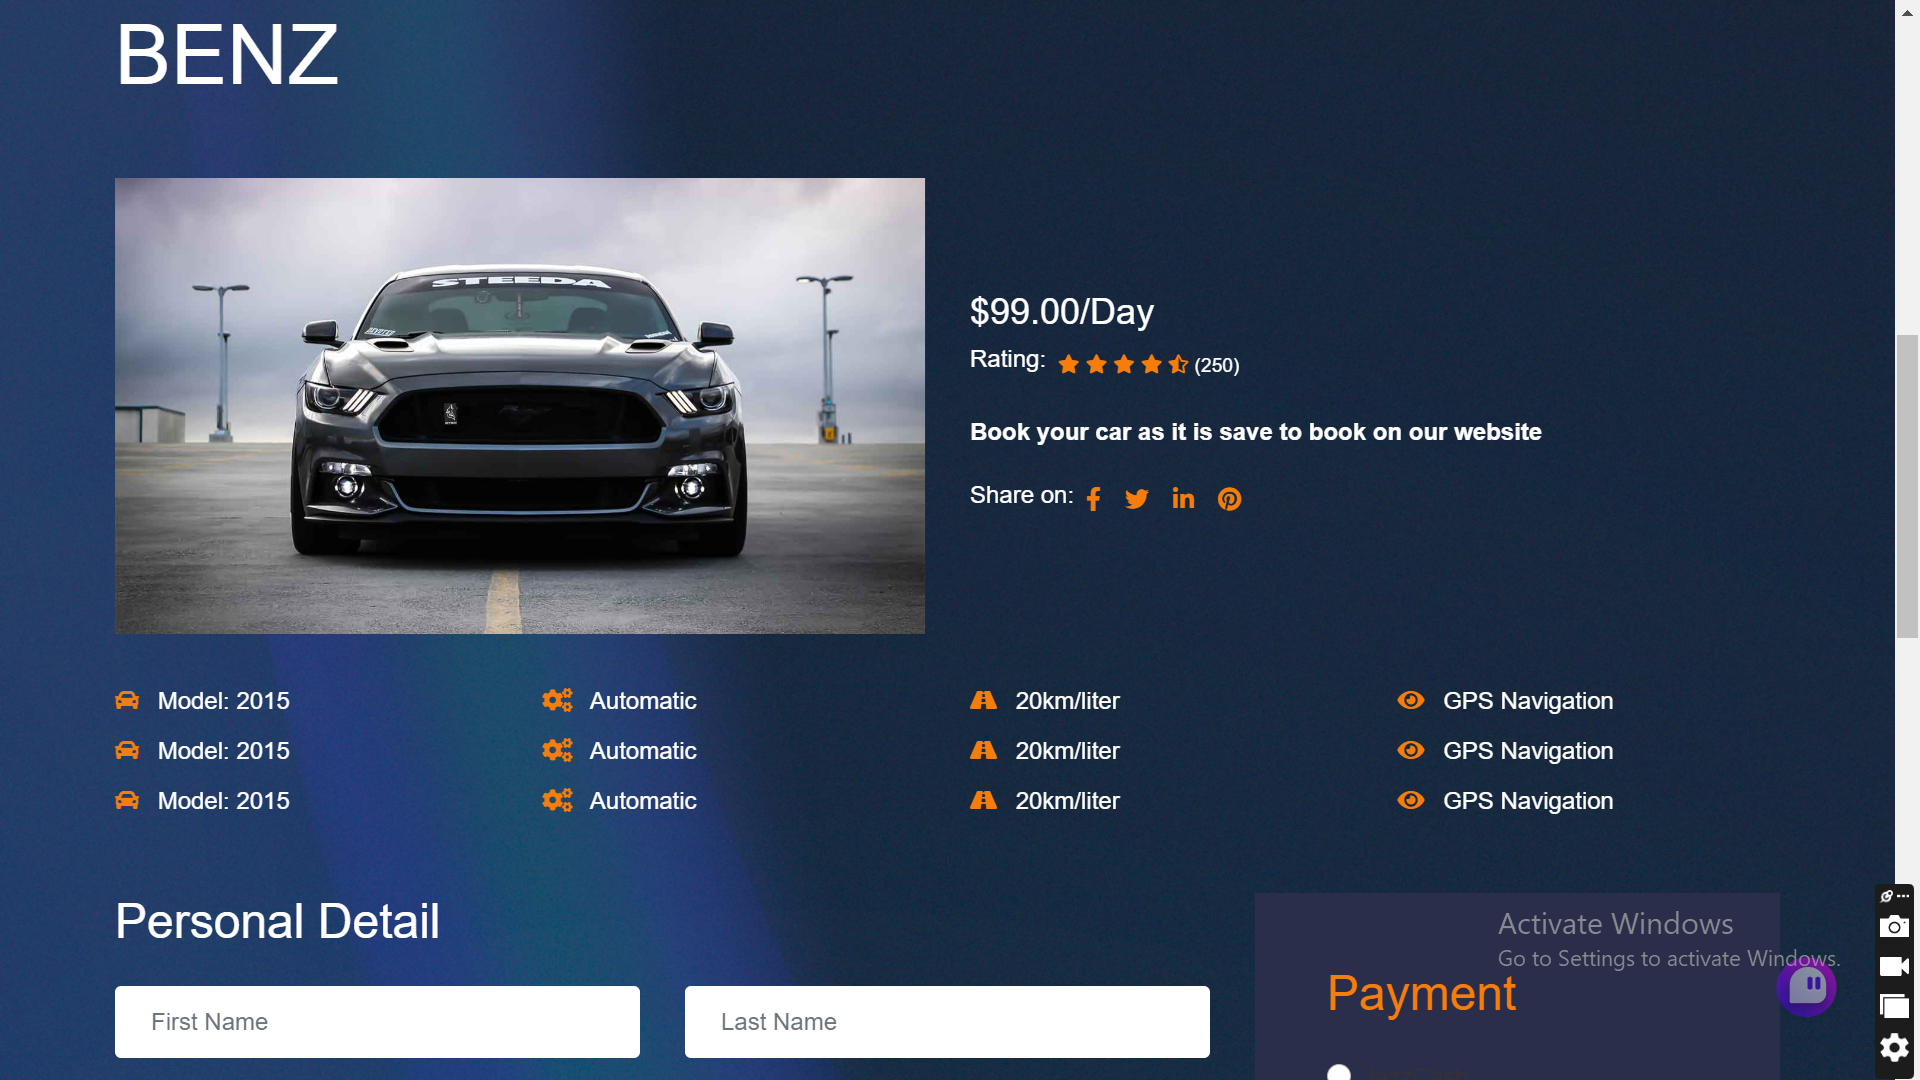 BENZ
STEEDA
$99.00/Day
Rating: (250)
Book your car as it is save to book on our website
Share on:
Model: 2015 Automatic 20km/liter GPS Navigation
Model: 2015 Automatic 20km/liter GPS Navigation
Model: 2015 Automatic 20km/liter GPS Navigation
Personal Detail
First Name Last Name
Activate Windows
Go to Settings to activate Windows.
Payment